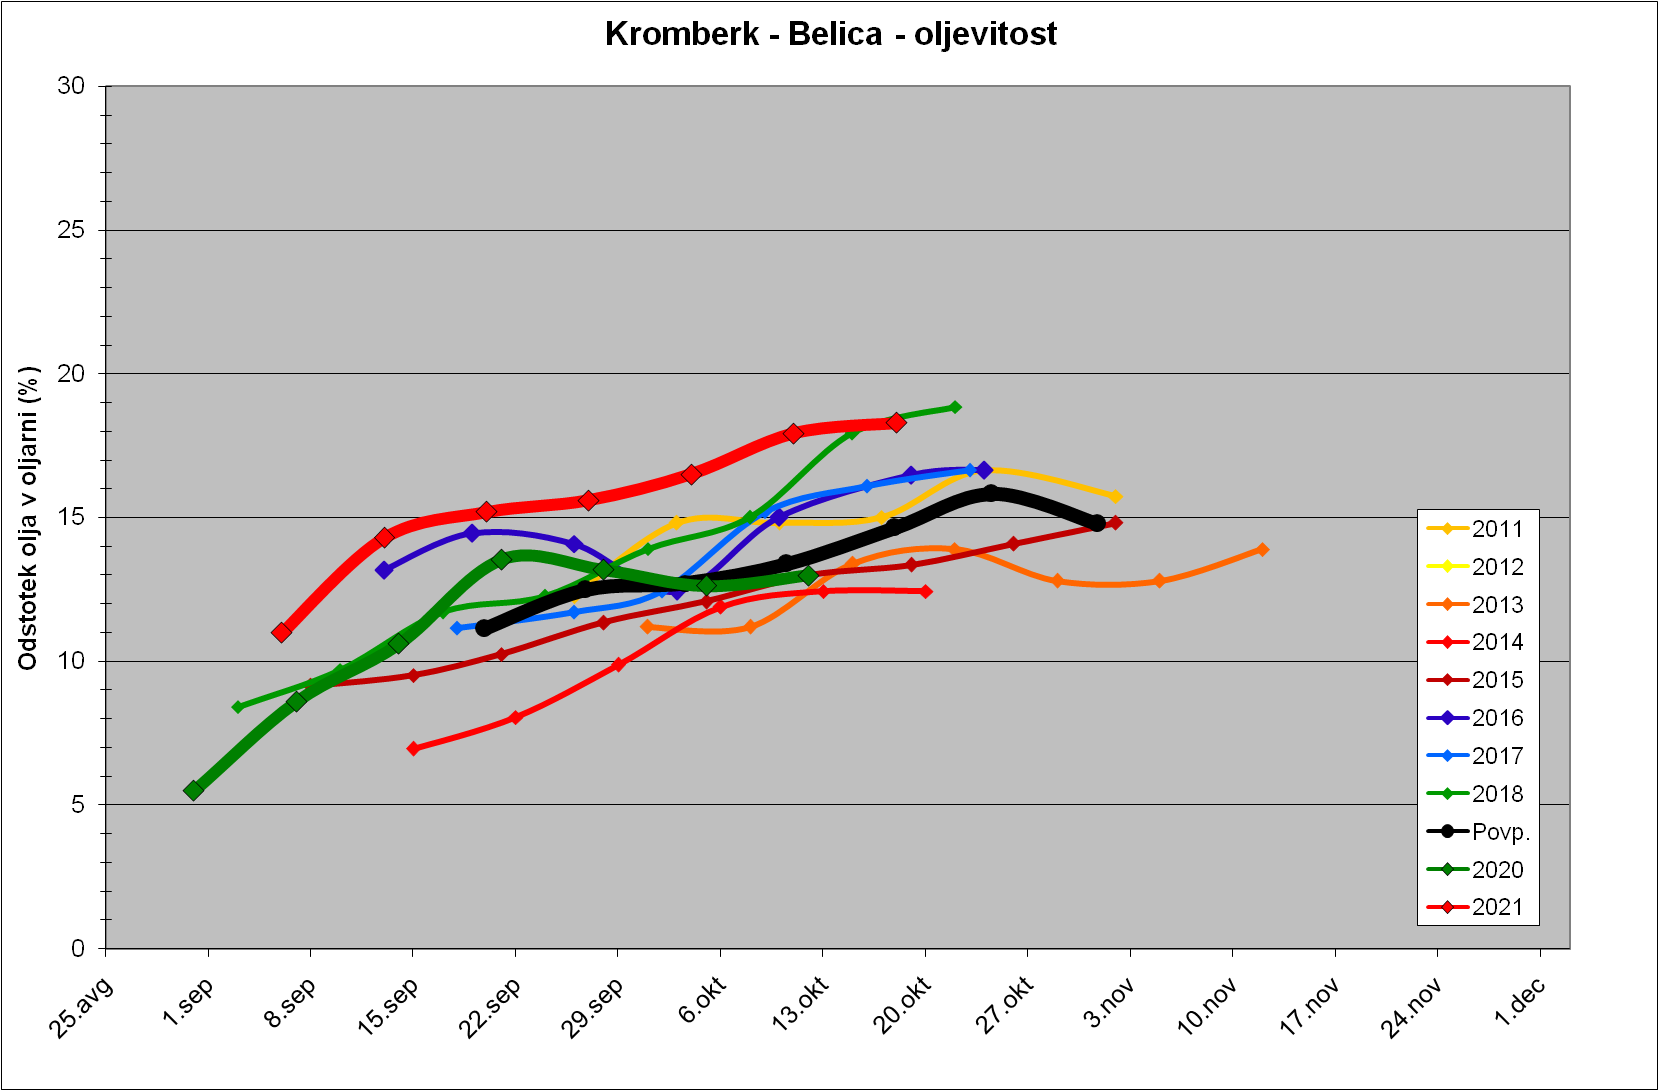 Kromberk - Belica - oljevitost
Odstotek olja v oljarni (%)
30
25
20
15
10
5
0
25.avg
1.sep
8.sep
15.sep
22.sep
29.sep
6.okt
13.okt
20.okt
27.okt
3.nov
10.nov
17.nov
24.nov
1.dec
2011
2012
2013
2014
2015
2016
2017
2018
Povp.
2020
2021